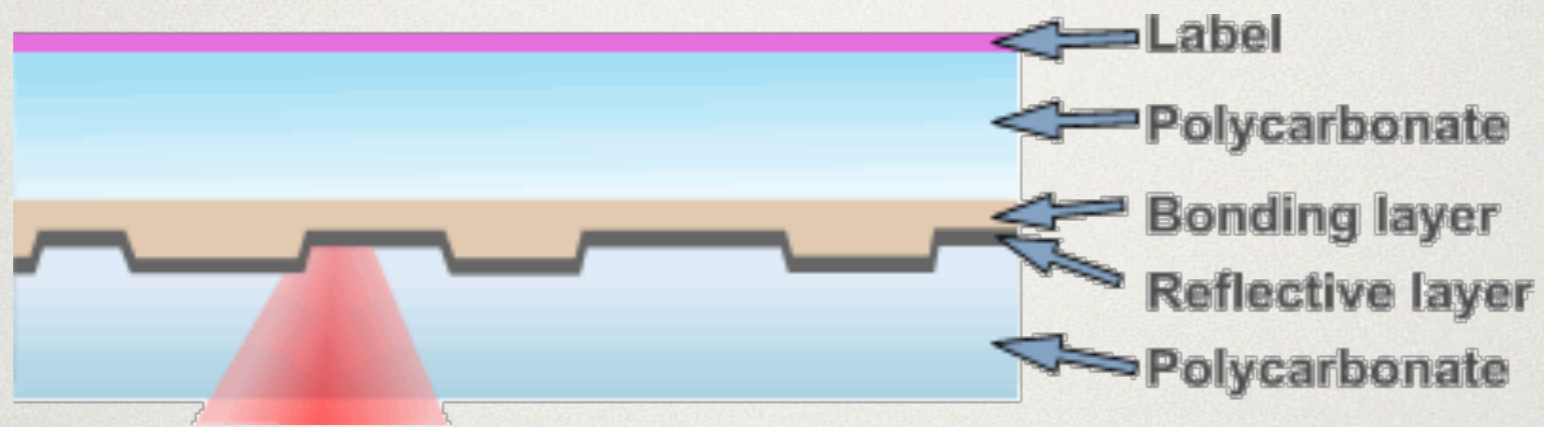 Label
Polycarbonate
Bonding layer
Reflective layer
Polycarbonate